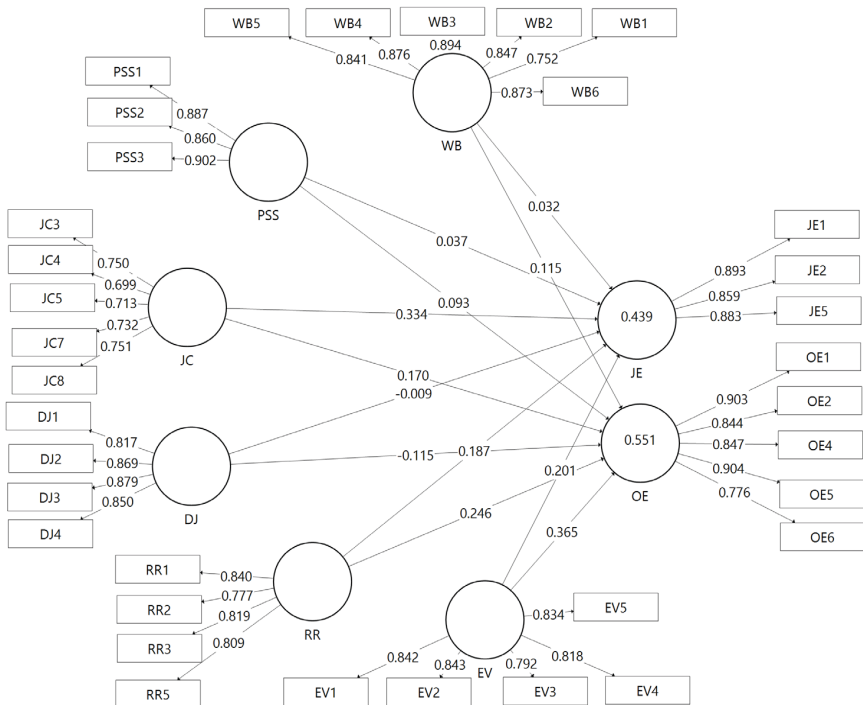 WB5 WB4 WB3 WB2 WB1
0.841 0.876 0.894 0.847 0.752
0.873 WB6
WB
PSS1
PSS2
PSS3
0.887
0.860
0.902
PSS
0.032
0.037
0.115
0.093
JC3
JC4
JC5
JC7
JC8
0.750
0.699
0.713
0.732
0.751
JC
0.334
0.170
-0.009
JE1
JE2
JE5
0.893
0.859
0.883
0.439
JE
DJ1
DJ2
DJ3
DJ4
0.817
0.869
0.879
0.850
DJ
-0.115
0.187
0.201
0.246
0.365
OE1
OE2
OE4
OE5
OE6
0.903
0.844
0.847
0.904
0.776
0.551
OE
RR1
RR2
RR3
RR5
0.840
0.777
0.819
0.809
RR
0.834 EV5
EV
0.842 0.843 0.792 0.818
EV1 EV2 EV3 EV4